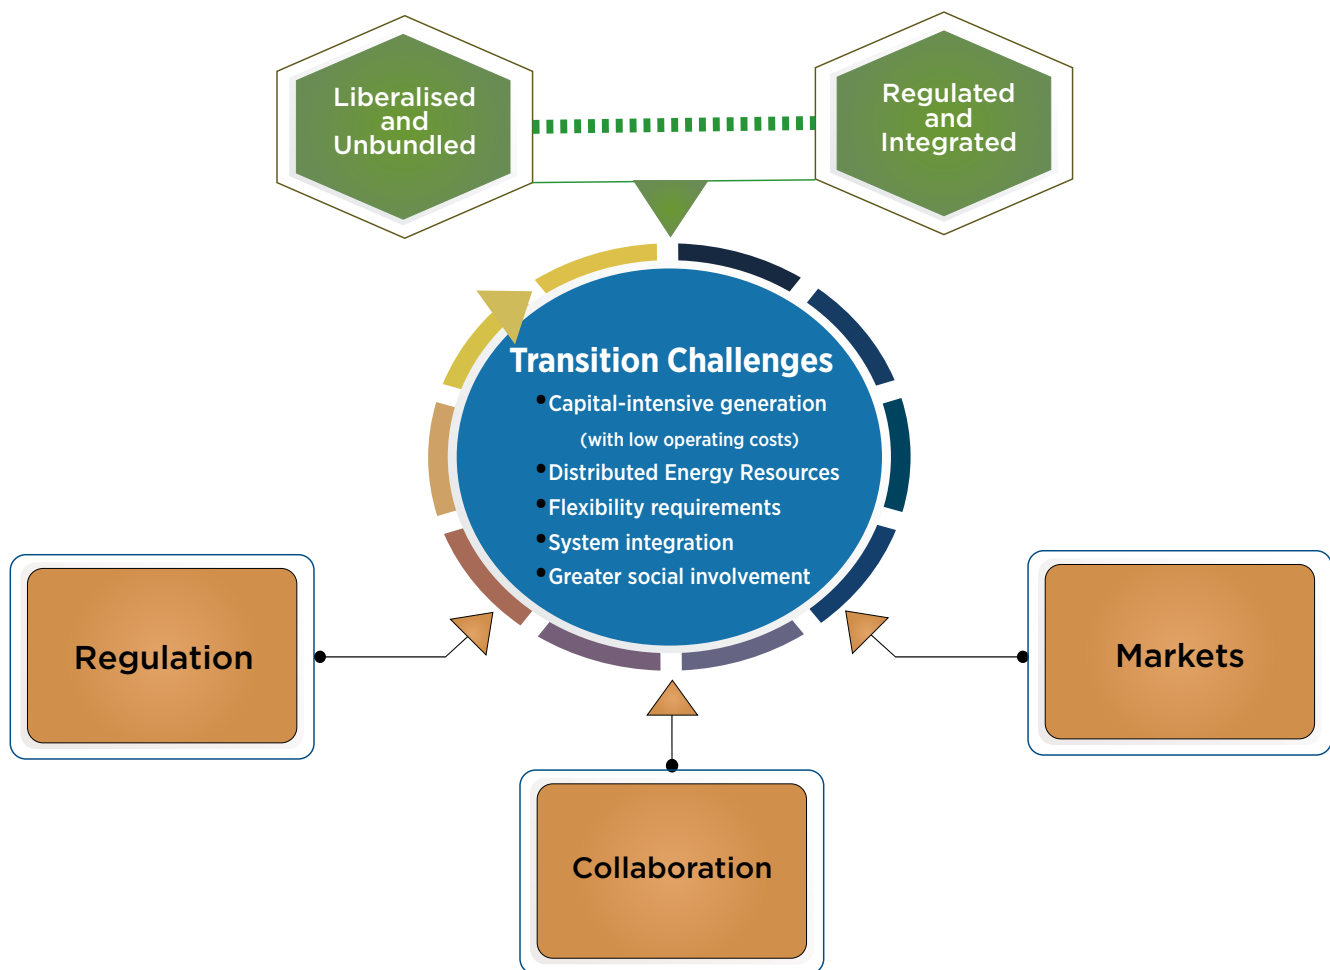 Liberalised
and
Unbundled
Regulated
and
Integrated
Transition Challenges
• Capital-intensive generation
(with low operating costs)
• Distributed Energy Resources
• Flexibility requirements
• System integration
• Greater social involvement
Regulation
Markets
Collaboration